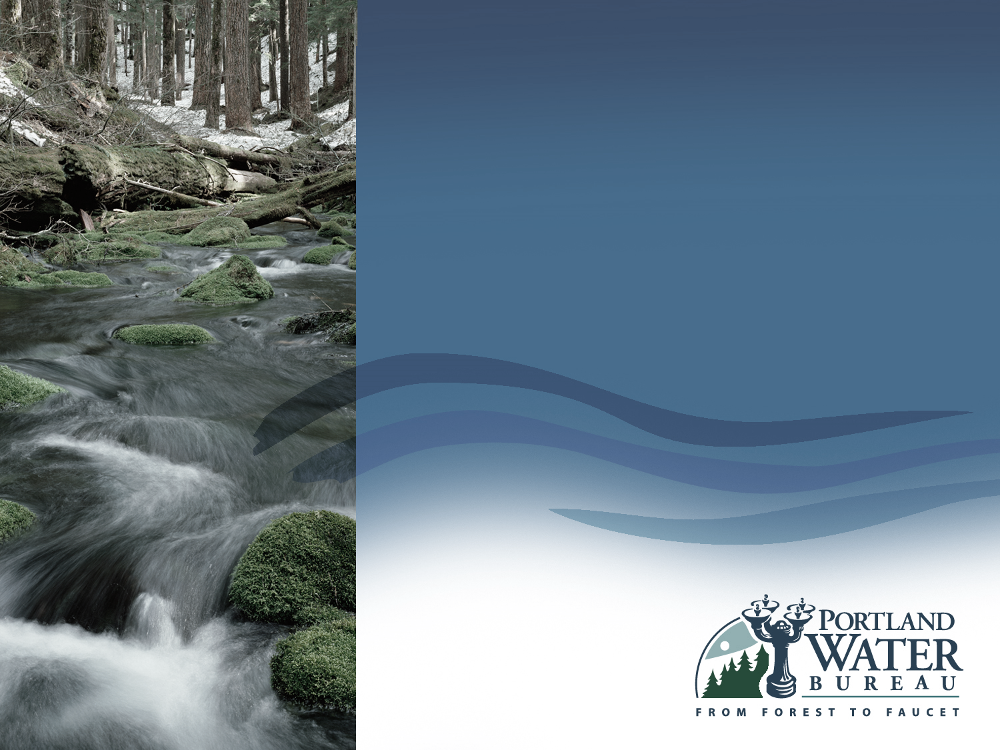 PORTLAND
WATER
BUREAU
FROM FOREST TO FAUCET